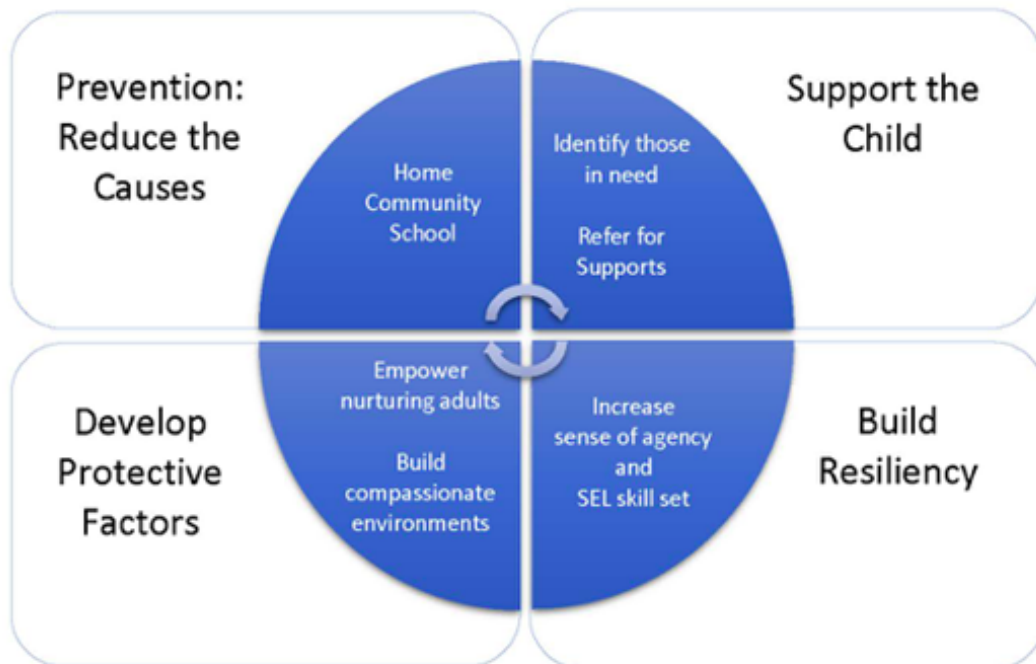 Prevention:
Reduce the
Causes
Home
Community
School
Identify those
in need
Refer for
Supports
Support the
Child
Develop
Protective
Factors
Empower
nurturing adults
Build
compassionate
environments
Increase
sense of agency
and
SEL skill set
Build
Resiliency